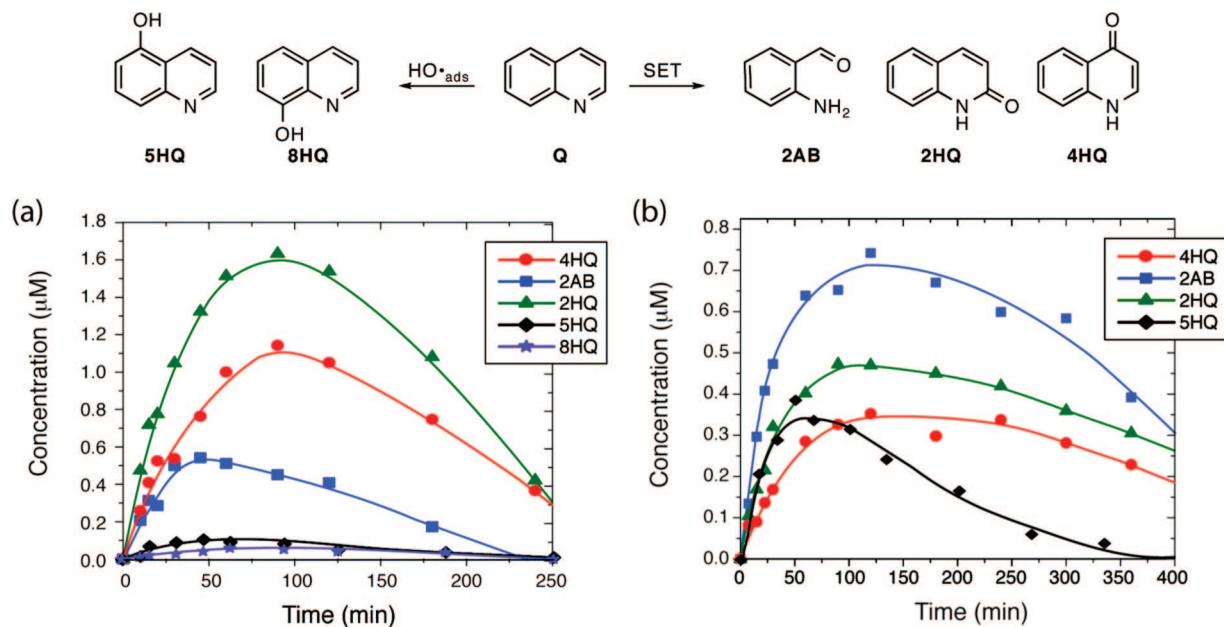 OH
N
5HQ
N
OH
8HQ
HO•ads
N
Q
SET
O
NH2
2AB
N
H
O
2HQ
O
N
H
4HQ
(a)
1.8
1.6
1.4
1.2
1.0
0.8
0.6
0.4
0.2
0.0
Concentration (μM)
0
50
100
150
200
250
Time (min)
4HQ
2AB
2HQ
5HQ
8HQ
(b)
0.8
0.7
0.6
0.5
0.4
0.3
0.2
0.1
0.0
Concentration (μM)
0
50
100
150
200
250
300
350
400
Time (min)
4HQ
2AB
2HQ
5HQ